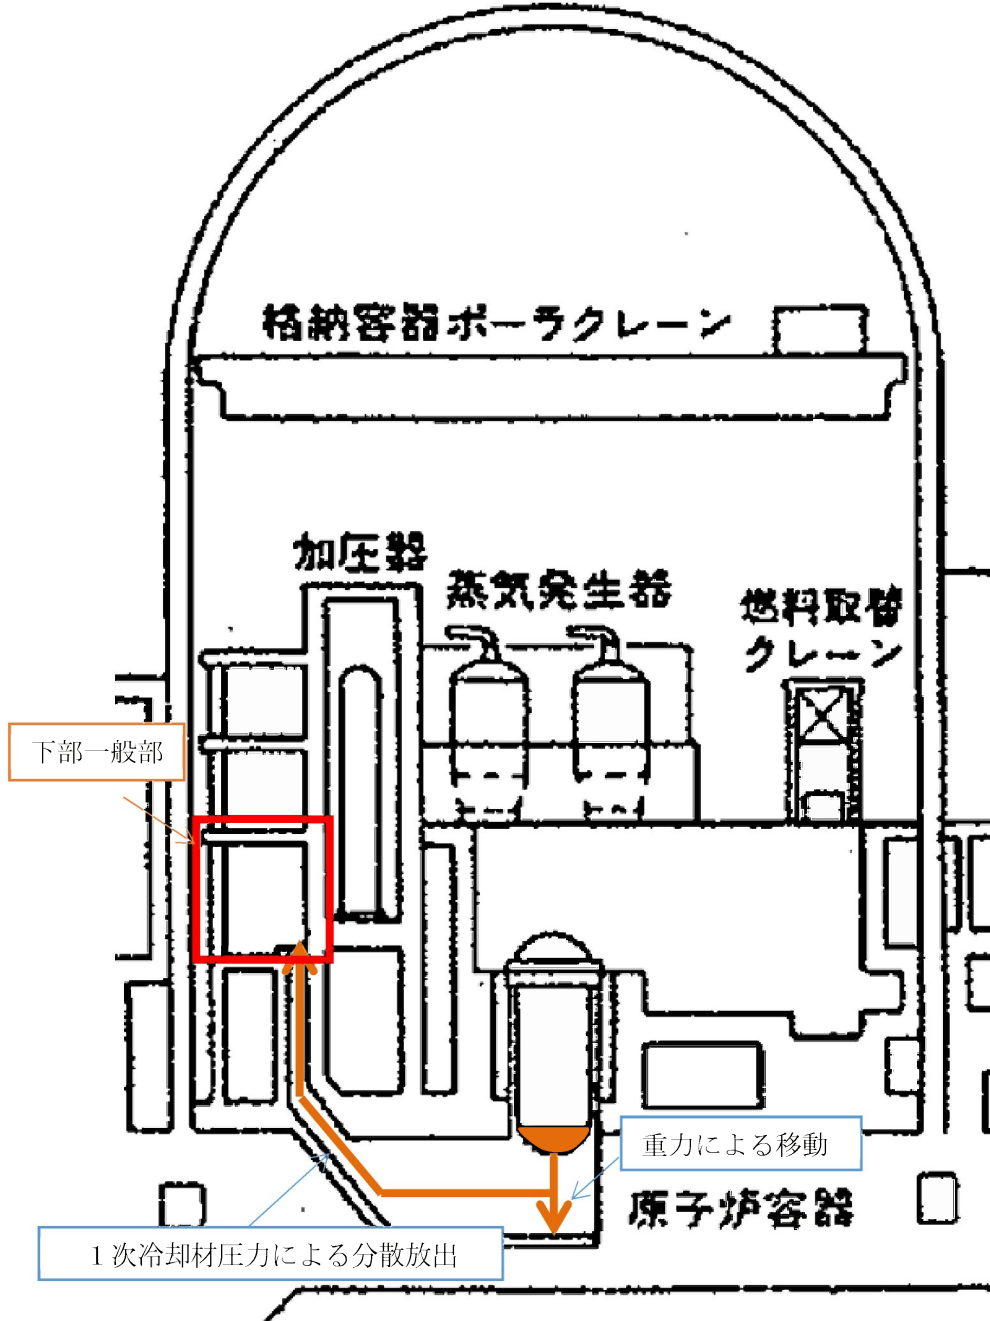 格納容器ポーラクレーン
加圧器
蒸気発生器
燃料取替
クレーン
下部一般部
重力による移動
原子炉容器
１次冷却材圧力による分散放出